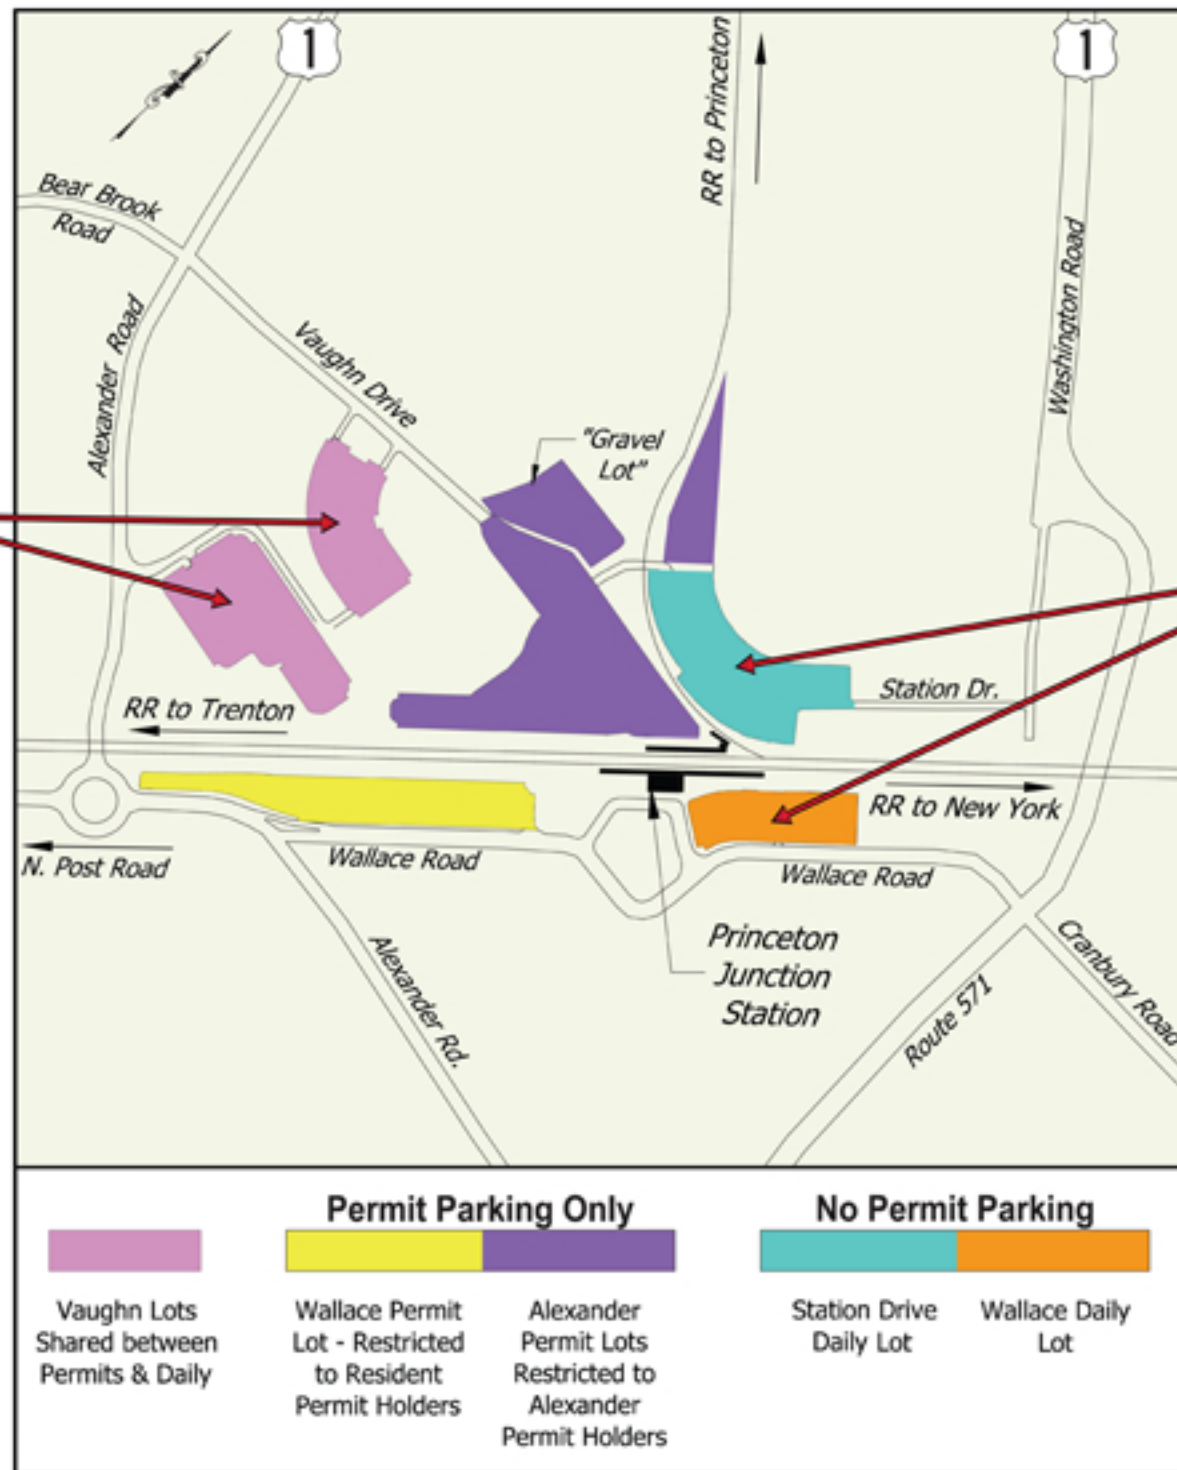 1
1
RR to Princeton
Bear Brook
Road
Alexander Road
Vaughn Drive
Washington Road
"Gravel
Lot"
Station Dr.
RR to Trenton
RR to New York
N. Post Road
Wallace Road
Wallace Road
Princeton
Junction
Station
Alexander Rd.
Route 571
Cranbury Road
Permit Parking Only
No Permit Parking
Vaughn Lots
Shared between
Permits & Daily
Wallace Permit
Lot - Restricted
to Resident
Permit Holders
Alexander
Permit Lots
Restricted to
Alexander
Permit Holders
Station Drive
Daily Lot
Wallace Daily
Lot